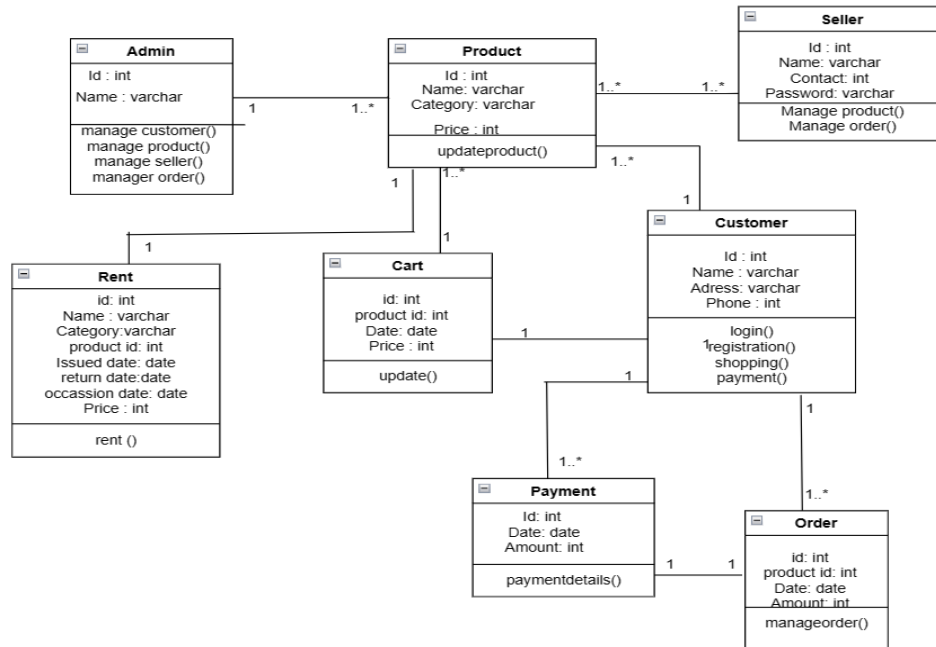 Admin
Id : int
Name : varchar
manage customer()
manage product()
manage seller()
manager order()
1
1..*
Product
Id : int
Name: varchar
Category: varchar
Price : int
updateproduct()
1..*
1..*
Seller
Id : int
Name: varchar
Contact: int
Password: varchar
Manage product()
Manage order()
1..*
1
1
1..*
1
1
Rent
id: int
Name : varchar
Category:varchar
product id: int
Issued date: date
return date:date
occassion date: date
Price : int
rent ()
Cart
id: int
product id: int
Date: date
Price : int
update()
1
1
Customer
Id : int
Name : varchar
Adress: varchar
Phone : int
login()
registration()
shopping()
payment()
1
1..*
1
1..*
Payment
Id: int
Date: date
Amount: int
paymentdetails()
1
1
Order
id: int
product id: int
Date: date
Amount: int
manageorder()